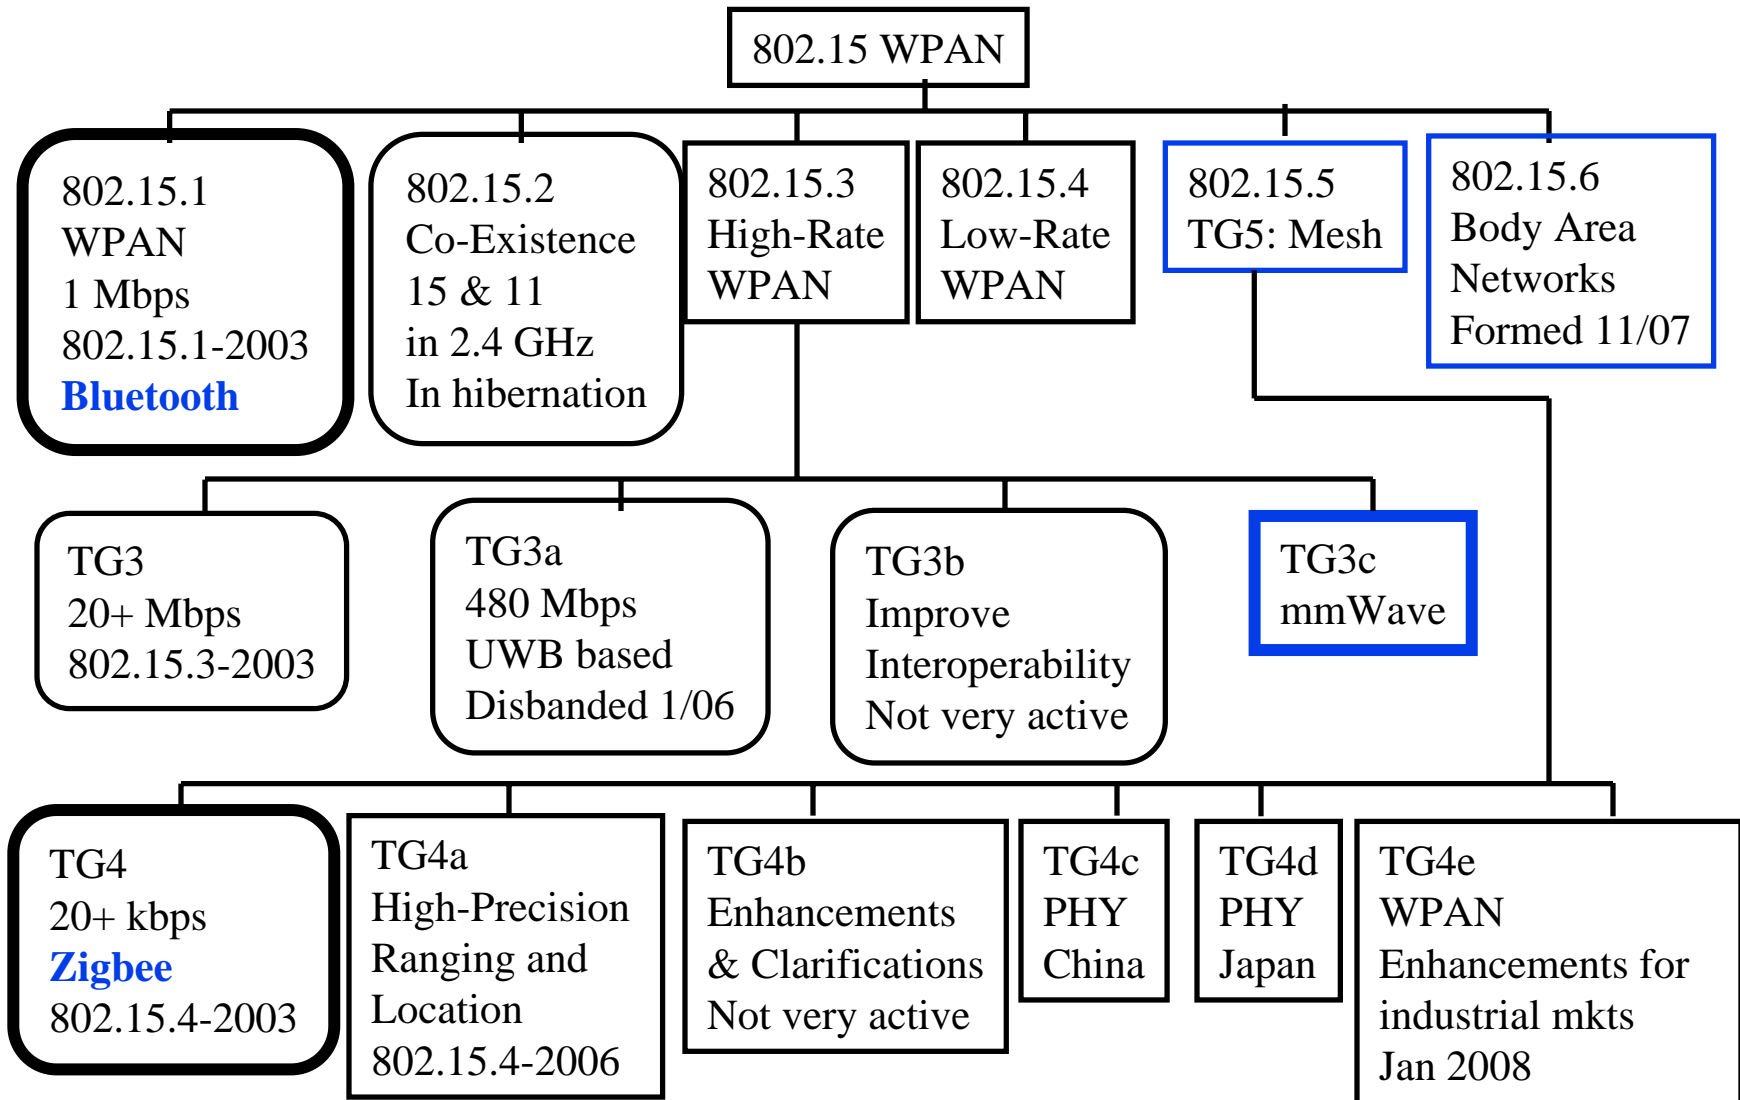 802.15 WPAN
802.15.1
WPAN
1 Mbps
802.15.1-2003
Bluetooth
802.15.2
Co-Existence
15 & 11
in 2.4 GHz
In hibernation
802.15.3
High-Rate
WPAN
802.15.4
Low-Rate
WPAN
802.15.5
TG5: Mesh
802.15.6
Body Area
Networks
Formed 11/07
TG3
20+ Mbps
802.15.3-2003
TG3a
480 Mbps
UWB based
Disbanded 1/06
TG3b
Improve
Interoperability
Not very active
TG3c
mmWave
TG4
20+ kbps
Zigbee
802.15.4-2003
TG4a
High-Precision
Ranging and
Location
802.15.4-2006
TG4b
Enhancements
& Clarifications
Not very active
TG4c
PHY
China
TG4d
PHY
Japan
TG4e
WPAN
Enhancements for
industrial mkts
Jan 2008